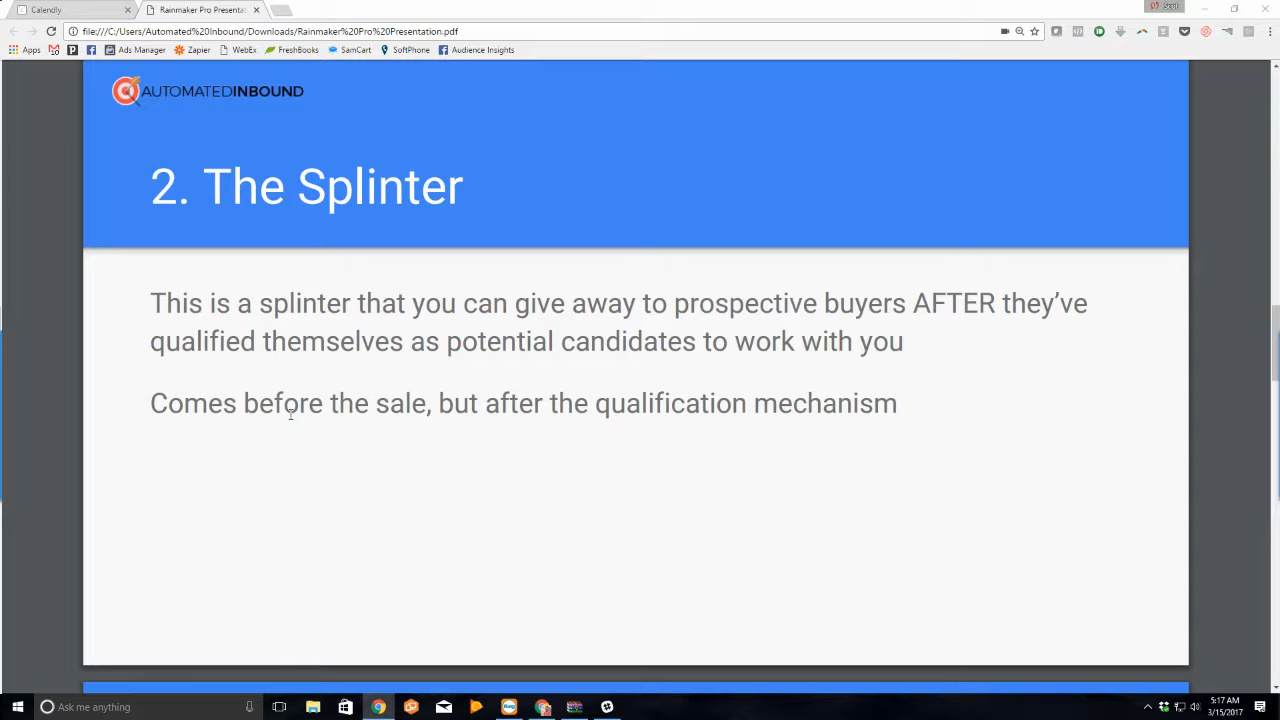 Calendly
Rainmaker Pro Presenta
file:///C:/Users/Automated%20Inbound/Downloads/Rainmaker%20Pro%20Presentation.pdf
Apps Ads Manager Zapier WebEx FreshBooks SamCart SoftPhone Audience Insights
AUTOMATEDINBOUND
2. The Splinter
This is a splinter that you can give away to prospective buyers AFTER they’ve
qualified themselves as potential candidates to work with you
Comes before the sale, but after the qualification mechanism
Ask me anything
5:17 AM
3/15/2017